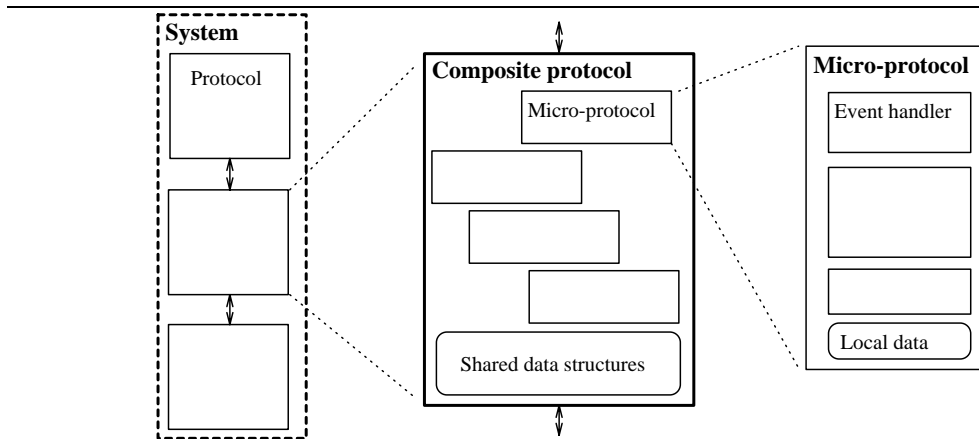 System
Protocol
Composite protocol
Micro-protocol
Shared data structures
Micro-protocol
Event handler
Local data